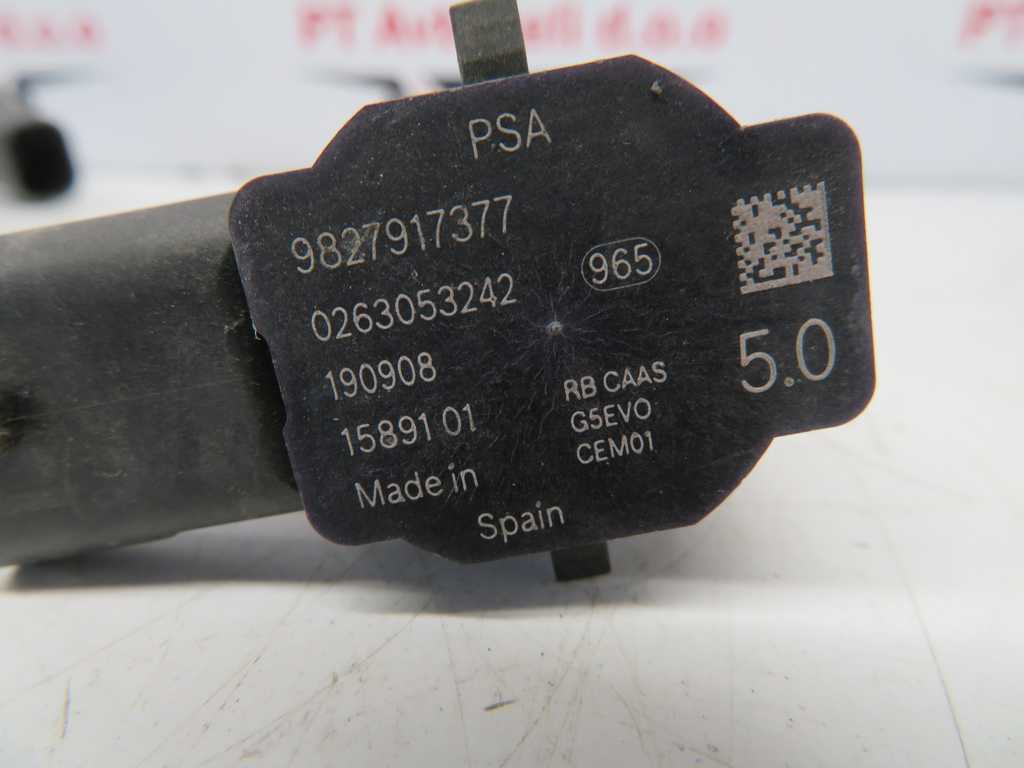 PSA
9827917377
0263053242
965
190908
1589101
RB CAAS
G5EVO
CEM01
5.0
Made in
Spain